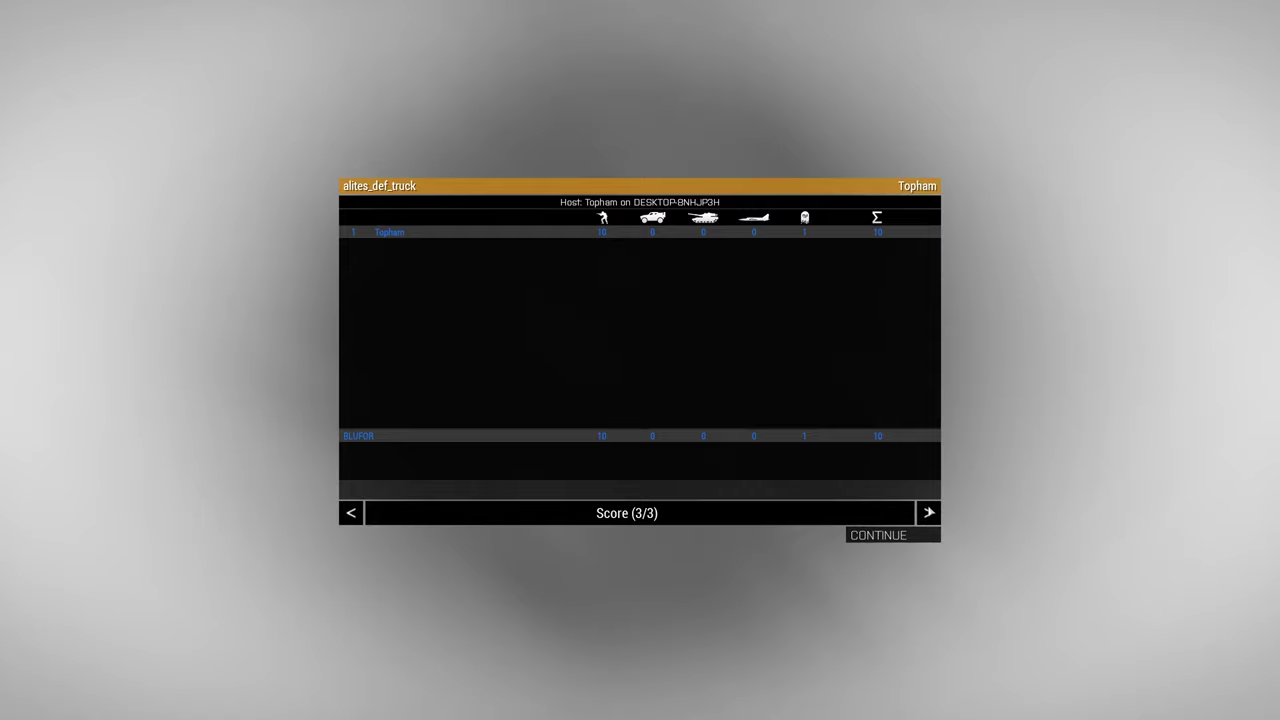 alites_def_truck Topham
Host: Topham on DESKTOP-8NHJP3H
Σ
1 Topham 10 0 0 0 1 10
BLUFOR 10 0 0 0 1 10
< Score (3/3) >
CONTINUE